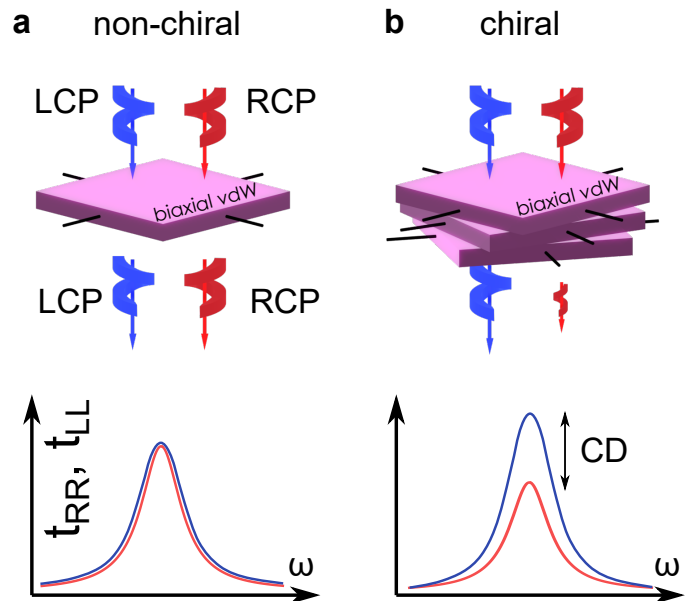 a non-chiral
LCP RCP
biaxial vdW
LCP RCP
t_RR, t_LL
ω
b chiral
biaxial vdW
CD
ω